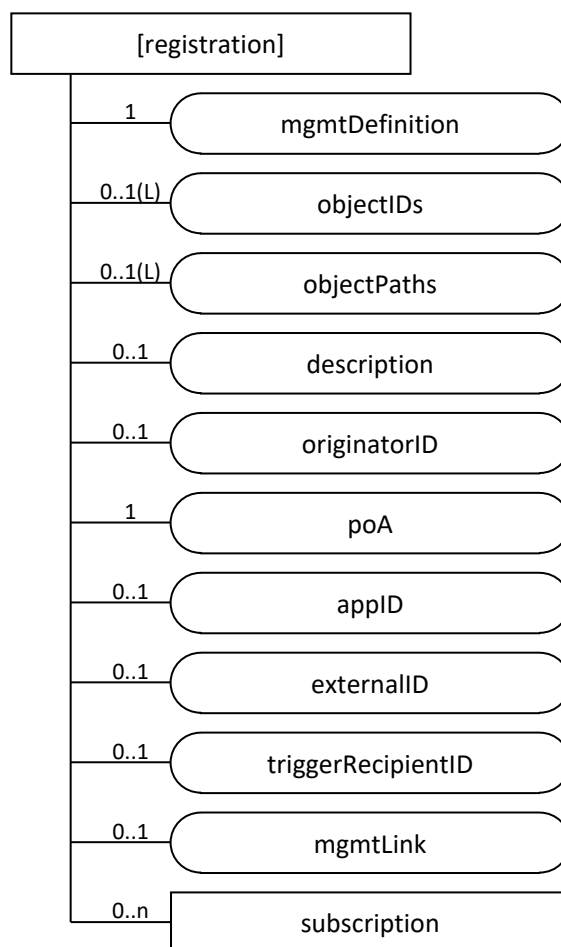 [registration]
1
mgmtDefinition
0..1(L)
objectIDs
0..1(L)
objectPaths
0..1
description
0..1
originatorID
1
poA
0..1
appID
0..1
externalID
0..1
triggerRecipientID
0..1
mgmtLink
0..n
subscription